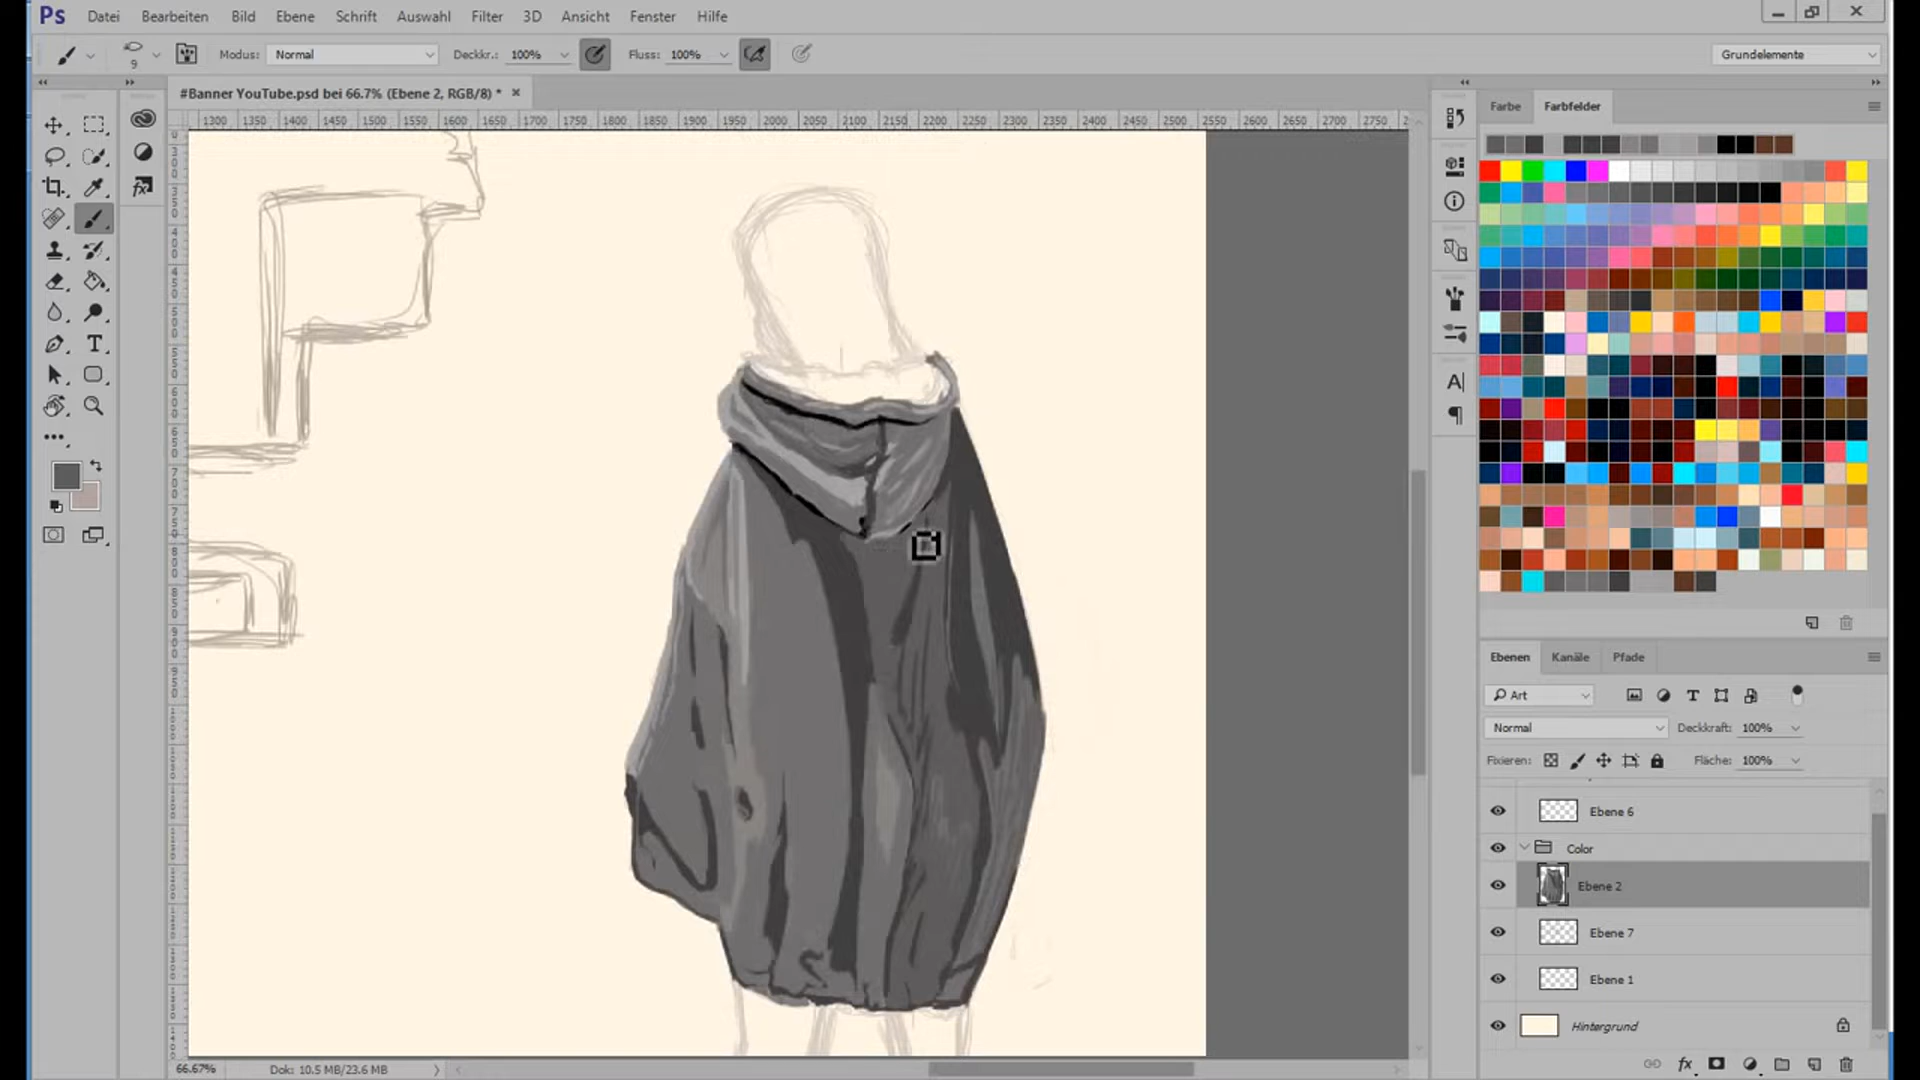 Ps Datei Bearbeiten Bild Ebene Schrift Auswahl Filter 3D Ansicht Fenster Hilfe
9 Modus: Normal Deckkr.: 100% Fluss: 100% Grundelemente
#Banner YouTube.psd bei 66.7% (Ebene 2, RGB/8) *
Farbe Farbfelder
1300 1350 1400 1450 1500 1550 1600 1650 1700 1750 1800 1850 1900 1950 2000 2050 2100 2150 2200 2250 2300 2350 2400 2450 2500 2550 2600 2650 2700 2750
Ebenen Kanäle Pfade
Art
Normal Deckkraft: 100%
Fixieren: Fläche: 100%
Ebene 6
Color
Ebene 2
Ebene 7
Ebene 1
Hintergrund
66.67% Dok: 10.5 MB/23.6 MB